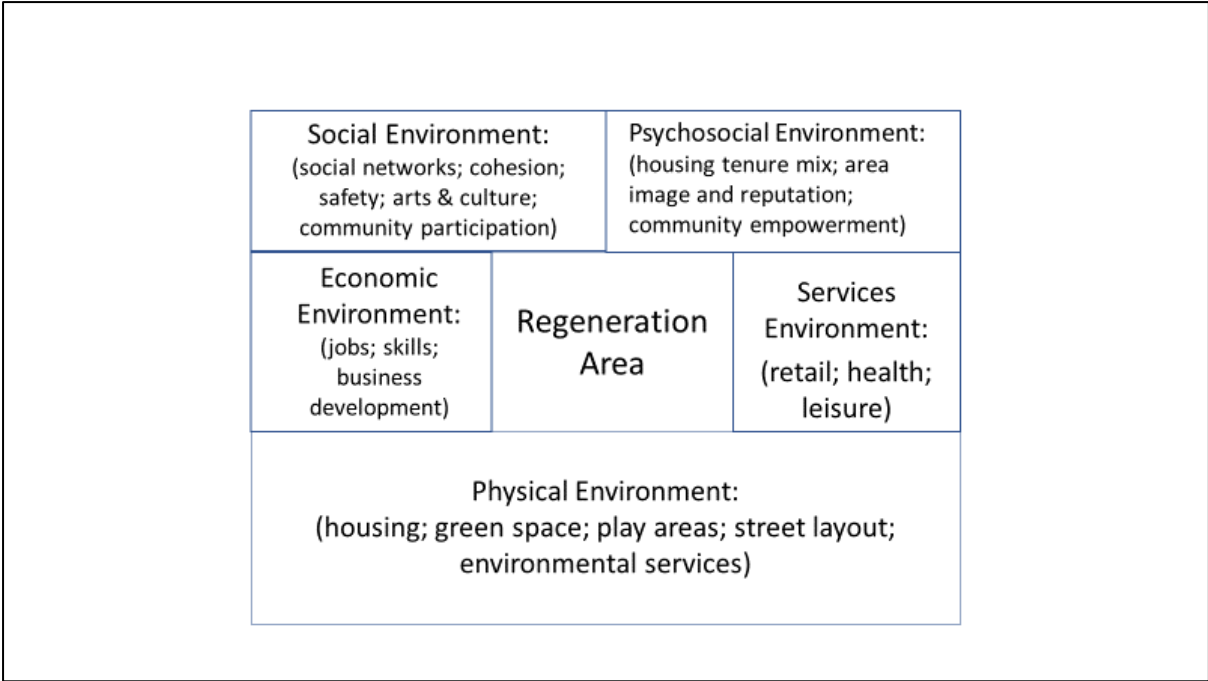 Social Environment:
(social networks; cohesion;
safety; arts & culture;
community participation)
Psychosocial Environment:
(housing tenure mix; area
image and reputation;
community empowerment)
Economic
Environment:
(jobs; skills;
business
development)
Regeneration
Area
Services
Environment:
(retail; health;
leisure)
Physical Environment:
(housing; green space; play areas; street layout;
environmental services)